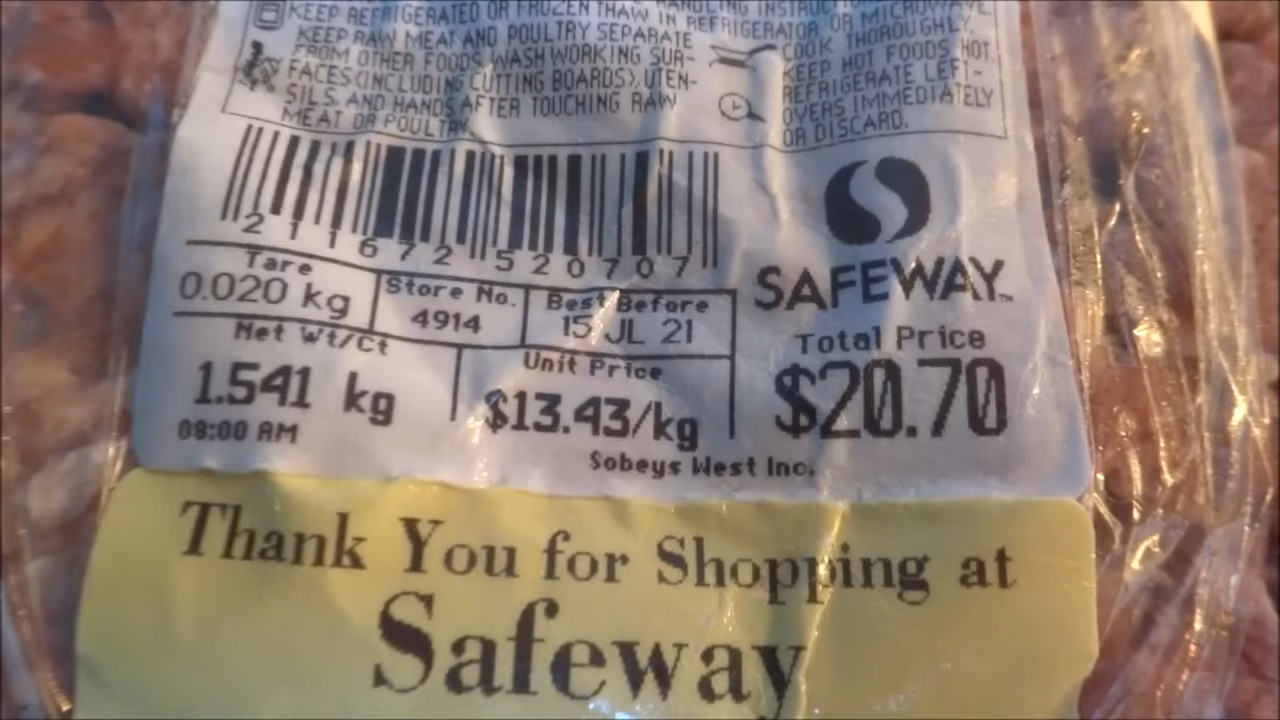 HANDLING INSTRUCTIONS
KEEP REFRIGERATED OR FROZEN THAW IN REFRIGERATOR OR MICROWAVE.
KEEP RAW MEAT AND POULTRY SEPARATE
FROM OTHER FOODS. WASH WORKING SUR-
FACES (INCLUDING CUTTING BOARDS), UTEN-
SILS, AND HANDS AFTER TOUCHING RAW
MEAT OR POULTRY.
COOK THOROUGHLY.
KEEP HOT FOODS HOT.
REFRIGERATE LEFT-
OVERS IMMEDIATELY
OR DISCARD.
2 11672 520707
SAFEWAY™
Tare
0.020 kg
Store No.
4914
Best Before
15 JL 21
Net Wt/Ct
1.541 kg
Unit Price
$13.43/kg
Total Price
$20.70
08:00 AM
Sobeys West Inc.
Thank You for Shopping at
Safeway